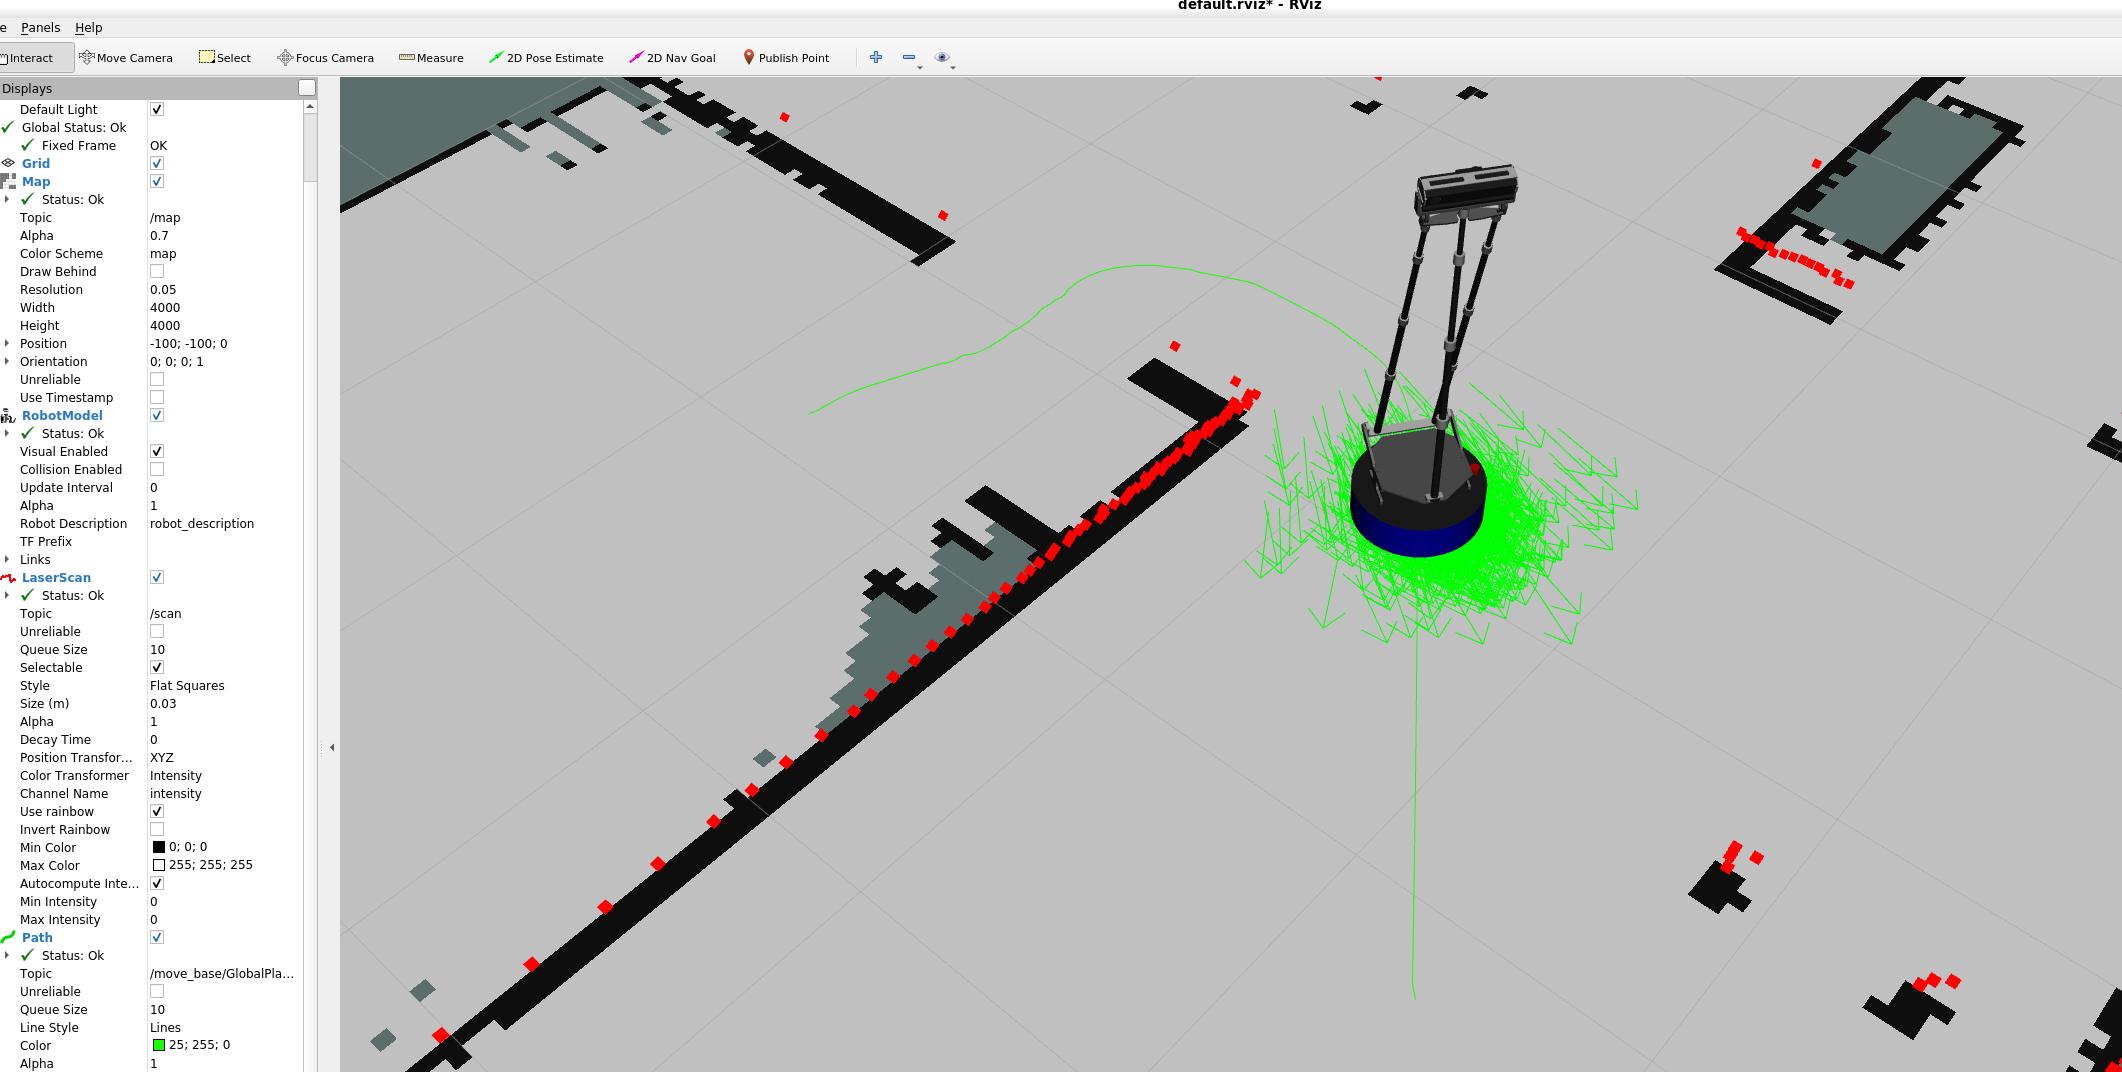 default.rviz* - RViz
e Panels Help
Interact Move Camera Select Focus Camera Measure 2D Pose Estimate 2D Nav Goal Publish Point
Displays
Default Light
Global Status: Ok
Fixed Frame OK
Grid
Map
Status: Ok
Topic /map
Alpha 0.7
Color Scheme map
Draw Behind
Resolution 0.05
Width 4000
Height 4000
Position -100; -100; 0
Orientation 0; 0; 0; 1
Unreliable
Use Timestamp
RobotModel
Status: Ok
Visual Enabled
Collision Enabled
Update Interval 0
Alpha 1
Robot Description robot_description
TF Prefix
Links
LaserScan
Status: Ok
Topic /scan
Unreliable
Queue Size 10
Selectable
Style Flat Squares
Size (m) 0.03
Alpha 1
Decay Time 0
Position Transfor... XYZ
Color Transformer Intensity
Channel Name intensity
Use rainbow
Invert Rainbow
Min Color 0; 0; 0
Max Color 255; 255; 255
Autocompute Inte...
Min Intensity 0
Max Intensity 0
Path
Status: Ok
Topic /move_base/GlobalPla...
Unreliable
Queue Size 10
Line Style Lines
Color 25; 255; 0
Alpha 1